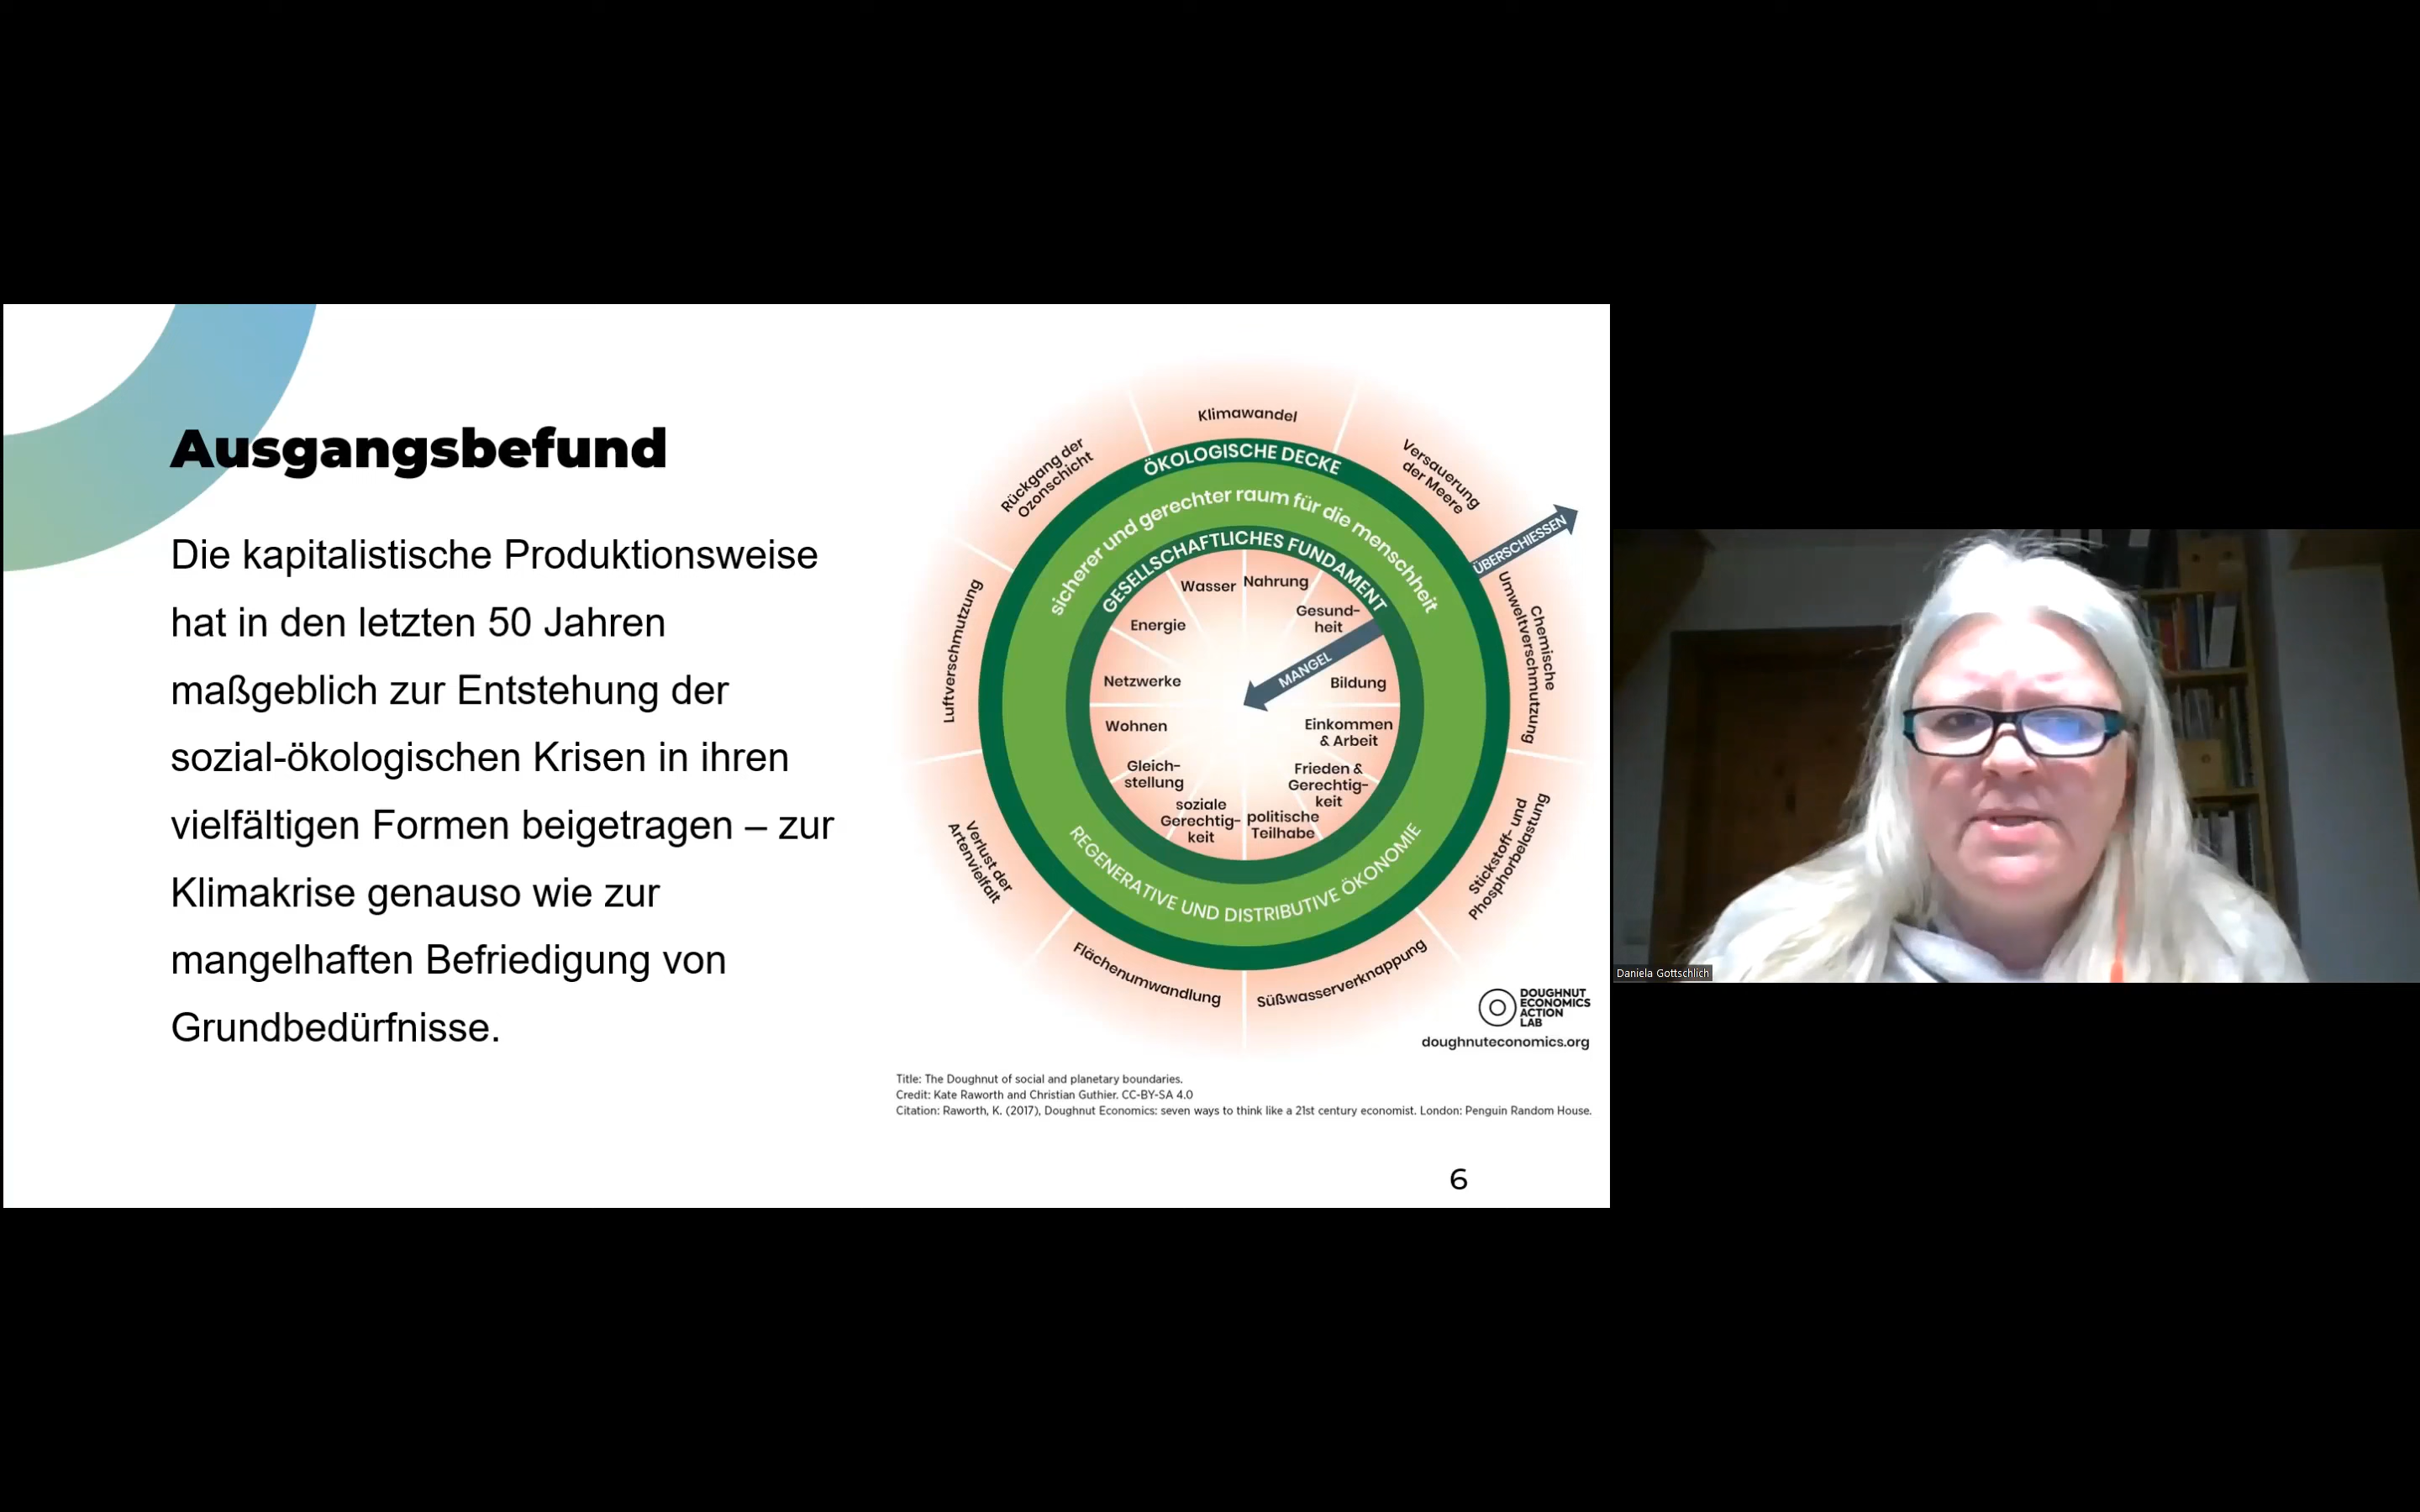 Ausgangsbefund
Die kapitalistische Produktionsweise
hat in den letzten 50 Jahren
maßgeblich zur Entstehung der
sozial-ökologischen Krisen in ihren
vielfältigen Formen beigetragen – zur
Klimakrise genauso wie zur
mangelhaften Befriedigung von
Grundbedürfnisse.
Klimawandel
Versauerung
der Meere
Chemische
Umweltverschmutzung
Stickstoff- und
Phosphorbelastung
Süßwasserverknappung
Flächenumwandlung
Verlust der
Artenvielfalt
Luftverschmutzung
Rückgang der
Ozonschicht
ÜBERSCHIESSEN
ÖKOLOGISCHE DECKE
sicherer und gerechter raum für die menschheit
GESELLSCHAFTLICHES FUNDAMENT
Wasser
Nahrung
Gesund-
heit
MANGEL
Bildung
Einkommen
& Arbeit
Frieden &
Gerechtig-
keit
politische
Teilhabe
soziale
Gerechtig-
keit
Gleich-
stellung
Wohnen
Netzwerke
Energie
REGENERATIVE UND DISTRIBUTIVE ÖKONOMIE
DOUGHNUT
ECONOMICS
ACTION
LAB
doughnuteconomics.org
Title: The Doughnut of social and planetary boundaries.
Credit: Kate Raworth and Christian Guthier. CC-BY-SA 4.0
Citation: Raworth, K. (2017), Doughnut Economics: seven ways to think like a 21st century economist. London: Penguin Random House.
6
Daniela Gottschlich